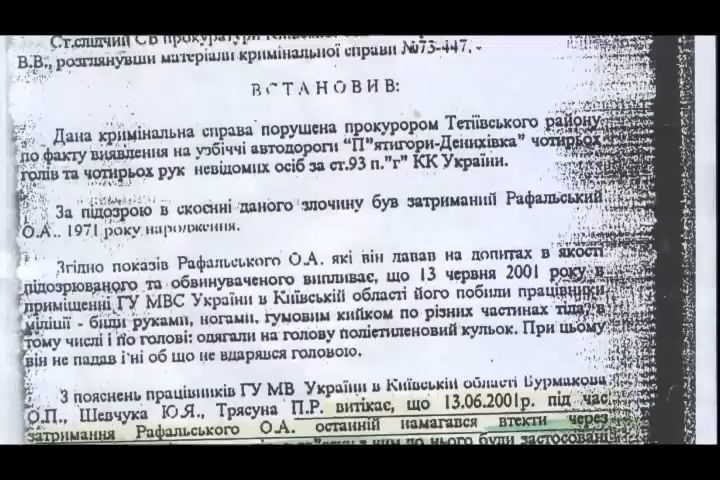 Ст.слідчий СВ прокуратури
В.В., розглянувши матеріали кримінальної справи №73-447, -
ВСТАНОВИВ:
Дана кримінальна справа порушена прокурором Тетіївського району
по факту виявлення на узбіччі автодороги "П"ятигори-Денихівка" чотирьох
голів та чотирьох рук невідомих осіб за ст.93 п."г" КК України.
За підозрою в скоєнні даного злочину був затриманий Рафальський
О.А., 1971 року народження.
Згідно показів Рафальського О.А. які він давав на допитах в якості
підозрюваного та обвинуваченого випливає, що 13 червня 2001 року в
приміщенні ГУ МВС України в Київській області його побили працівники
міліції - били руками, ногами, гумовим кийком по різних частинах тіла, в
тому числі і по голові: одягали на голову поліетиленовий кульок. При цьому
він не падав і ні об що не вдарявся головою.
З пояснень працівників ГУ МВ України в Київській області Бурмакова
О.П., Шевчука Ю.Я., Трясуна П.Р. витікає, що 13.06.2001р. під час
затримання Рафальського О.А. останній намагався втекти через
з ним до нього були застосовані